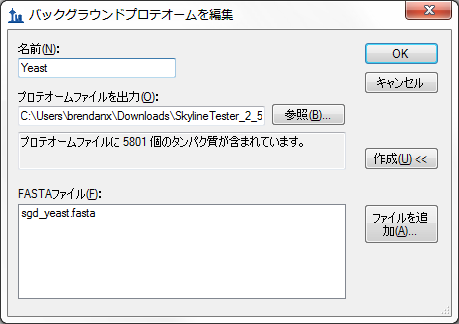 バックグラウンドプロテオームを編集
名前(N):
Yeast
OK
キャンセル
プロテオームファイルを出力(O):
C:\Users\brendanx\Downloads\SkylineTester_2_5
参照(B)...
プロテオームファイルに 5801 個のタンパク質が含まれています。
作成(U) <<
FASTAファイル(F):
sgd_yeast.fasta
ファイルを追
加(A)...